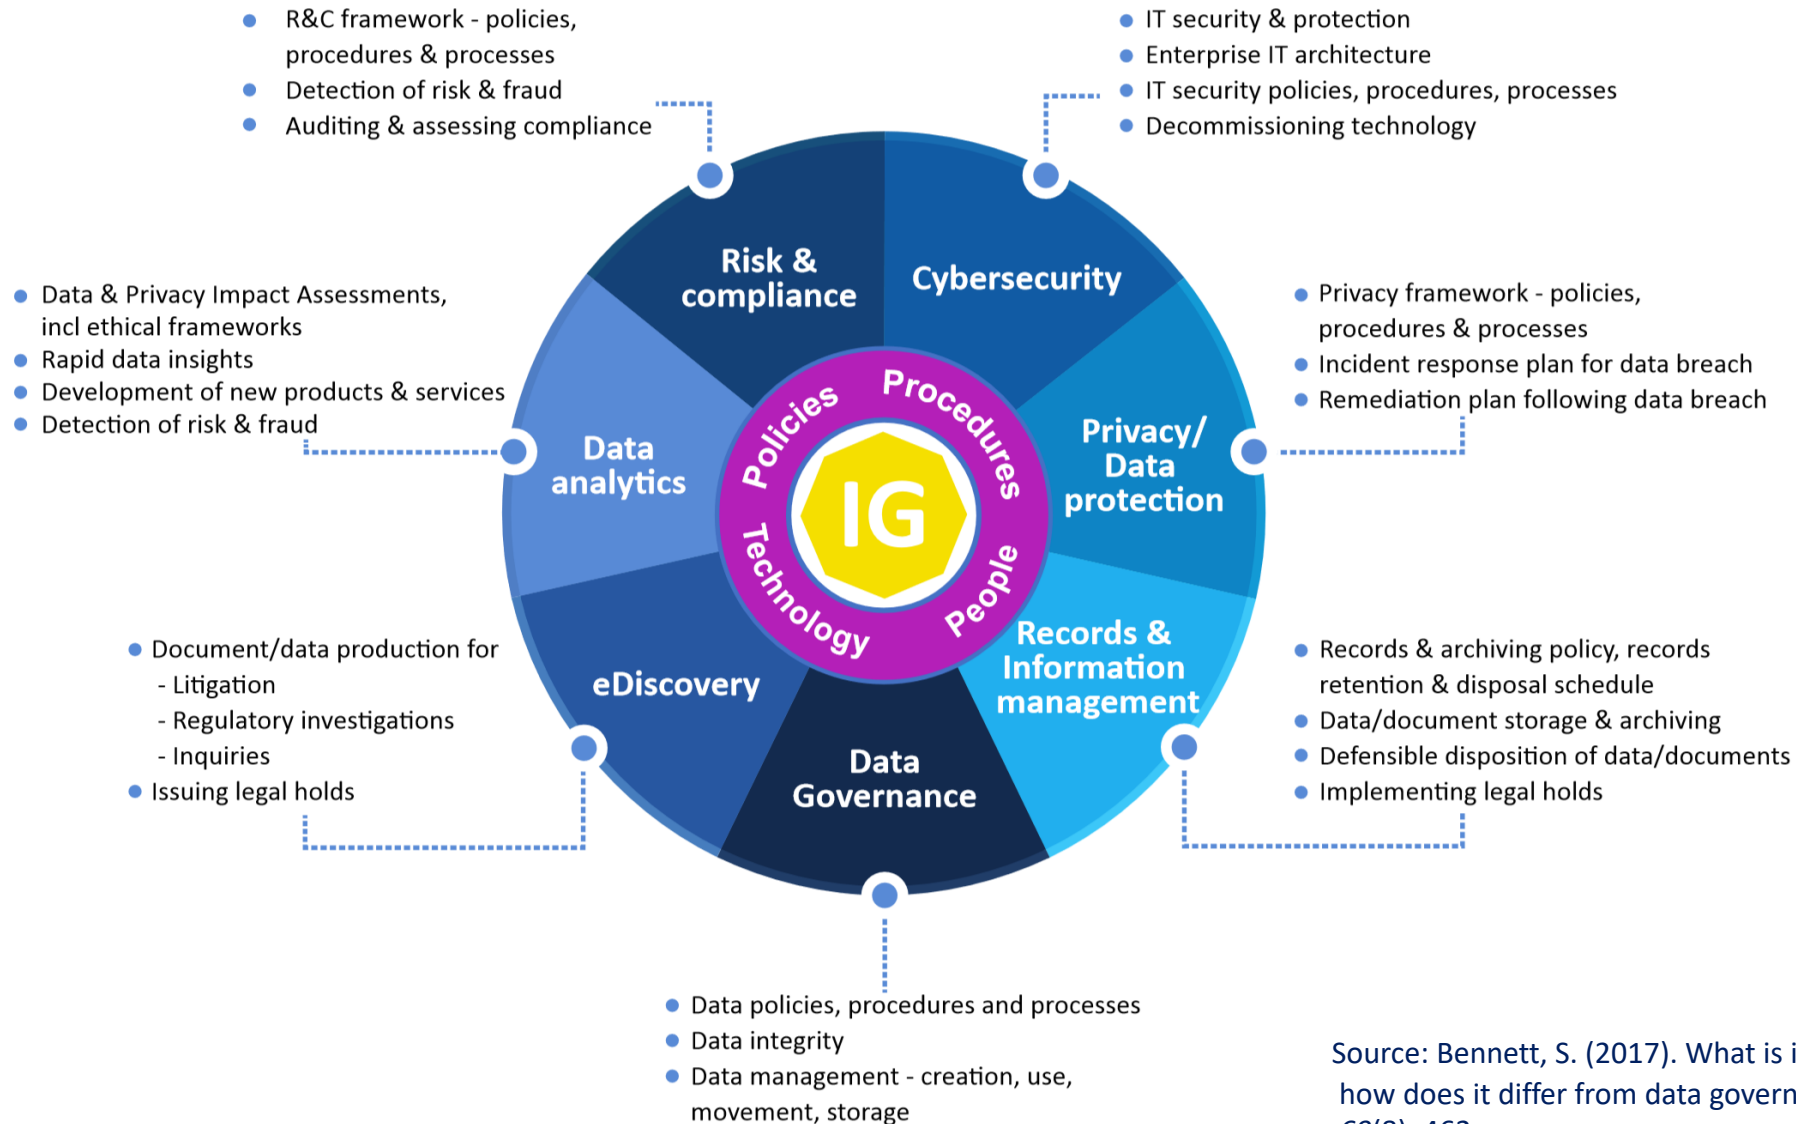 R&C framework - policies,
procedures & processes
Detection of risk & fraud
Auditing & assessing compliance
IT security & protection
Enterprise IT architecture
IT security policies, procedures, processes
Decommissioning technology
Risk &
compliance
Cybersecurity
Data & Privacy Impact Assessments,
incl ethical frameworks
Rapid data insights
Development of new products & services
Detection of risk & fraud
Privacy framework - policies,
procedures & processes
Incident response plan for data breach
Remediation plan following data breach
Data
analytics
Policies
Procedures
Technology
People
IG
Privacy/
Data
protection
Document/data production for
- Litigation
- Regulatory investigations
- Inquiries
Issuing legal holds
eDiscovery
Data
Governance
Records &
Information
management
Records & archiving policy, records
retention & disposal schedule
Data/document storage & archiving
Defensible disposition of data/documents
Implementing legal holds
Data policies, procedures and processes
Data integrity
Data management - creation, use,
movement, storage
Source: Bennett, S. (2017). What is i
how does it differ from data govern